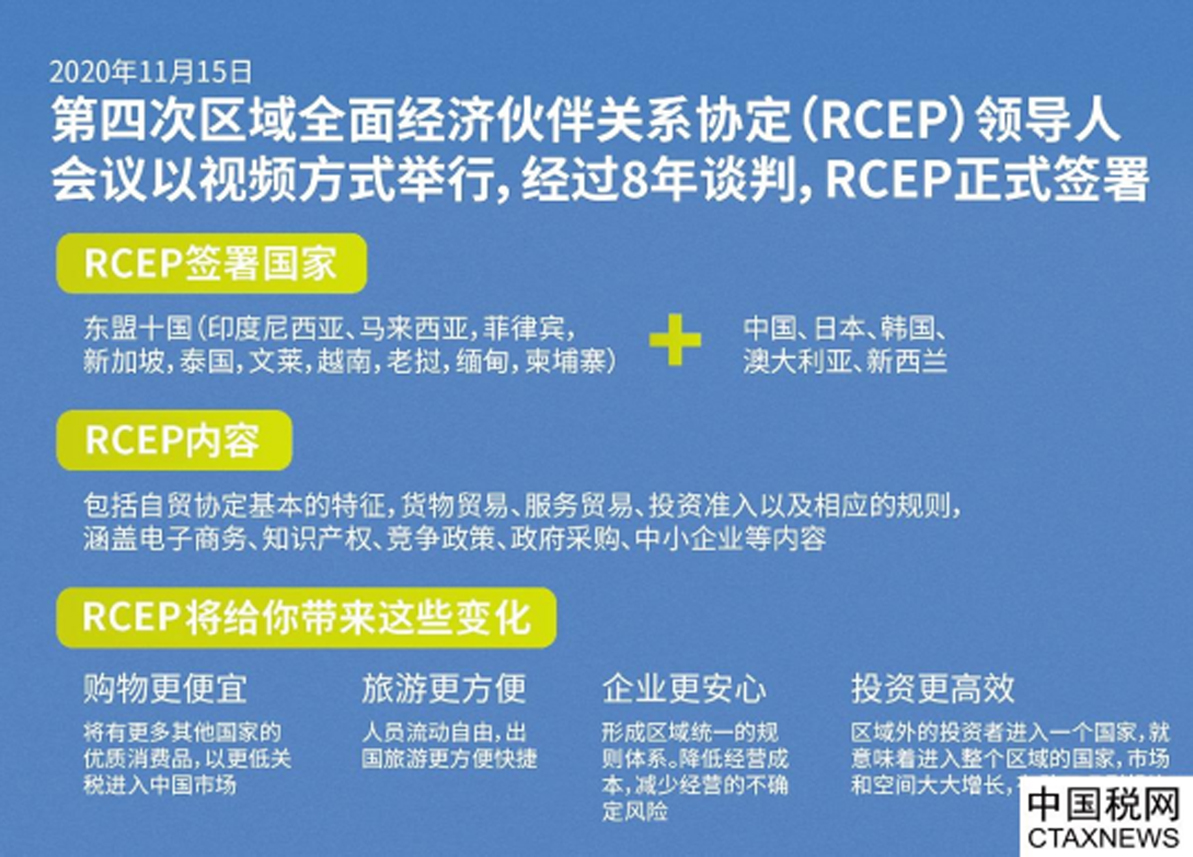 2020年11月15日
第四次区域全面经济伙伴关系协定（RCEP）领导人
会议以视频方式举行，经过8年谈判，RCEP正式签署
RCEP签署国家
东盟十国（印度尼西亚、马来西亚，菲律宾，
新加坡，泰国，文莱，越南，老挝，缅甸，柬埔寨）
+
中国、日本、韩国、
澳大利亚、新西兰
RCEP内容
包括自贸协定基本的特征，货物贸易、服务贸易、投资准入以及相应的规则，
涵盖电子商务、知识产权、竞争政策、政府采购、中小企业等内容
RCEP将给你带来这些变化
购物更便宜
将有更多其他国家的
优质消费品，以更低关
税进入中国市场
旅游更方便
人员流动自由，出
国旅游更方便快捷
企业更安心
形成区域统一的规
则体系。降低经营成
本，减少经营的不确
定风险
投资更高效
区域外的投资者进入一个国家，就
意味着进入整个区域的国家，市场
和空间大大增长，
中国税网
CTAXNEWS